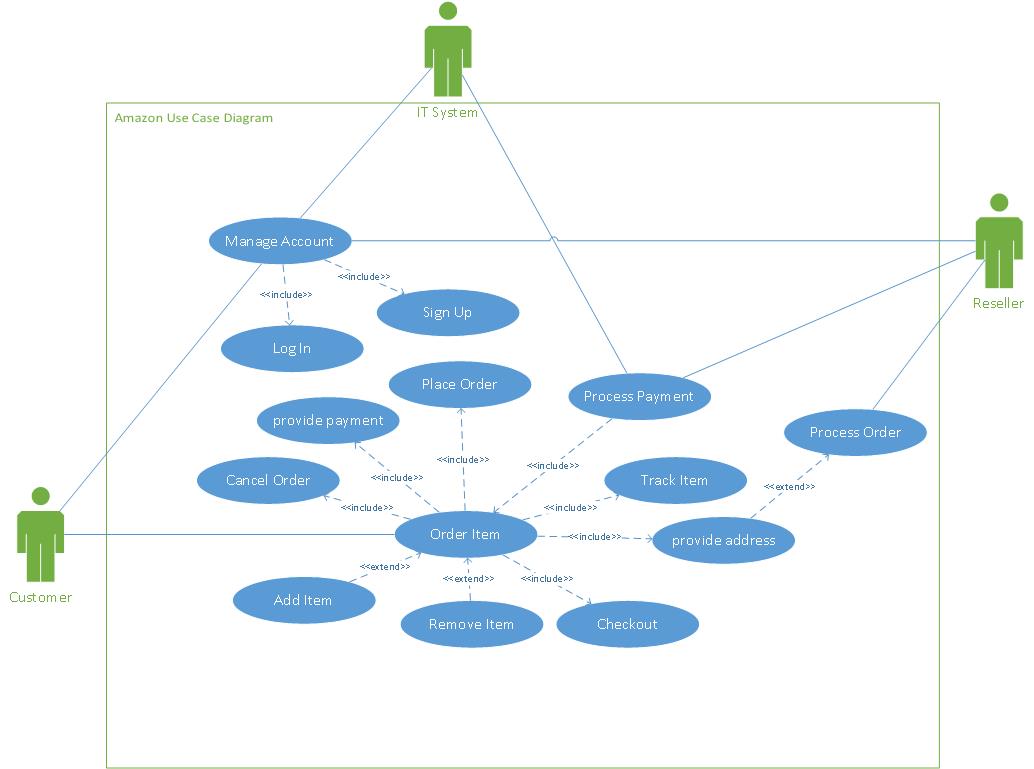 IT System
Amazon Use Case Diagram
Manage Account
<<include>>
<<include>>
Reseller
Sign Up
Log In
Place Order
Process Payment
provide payment
Process Order
<<include>>
<<include>>
<<include>>
Cancel Order
Track Item
<<extend>>
<<include>>
<<include>>
Order Item
<<include>>
provide address
<<extend>>
<<extend>>
<<include>>
Customer
Add Item
Remove Item
Checkout